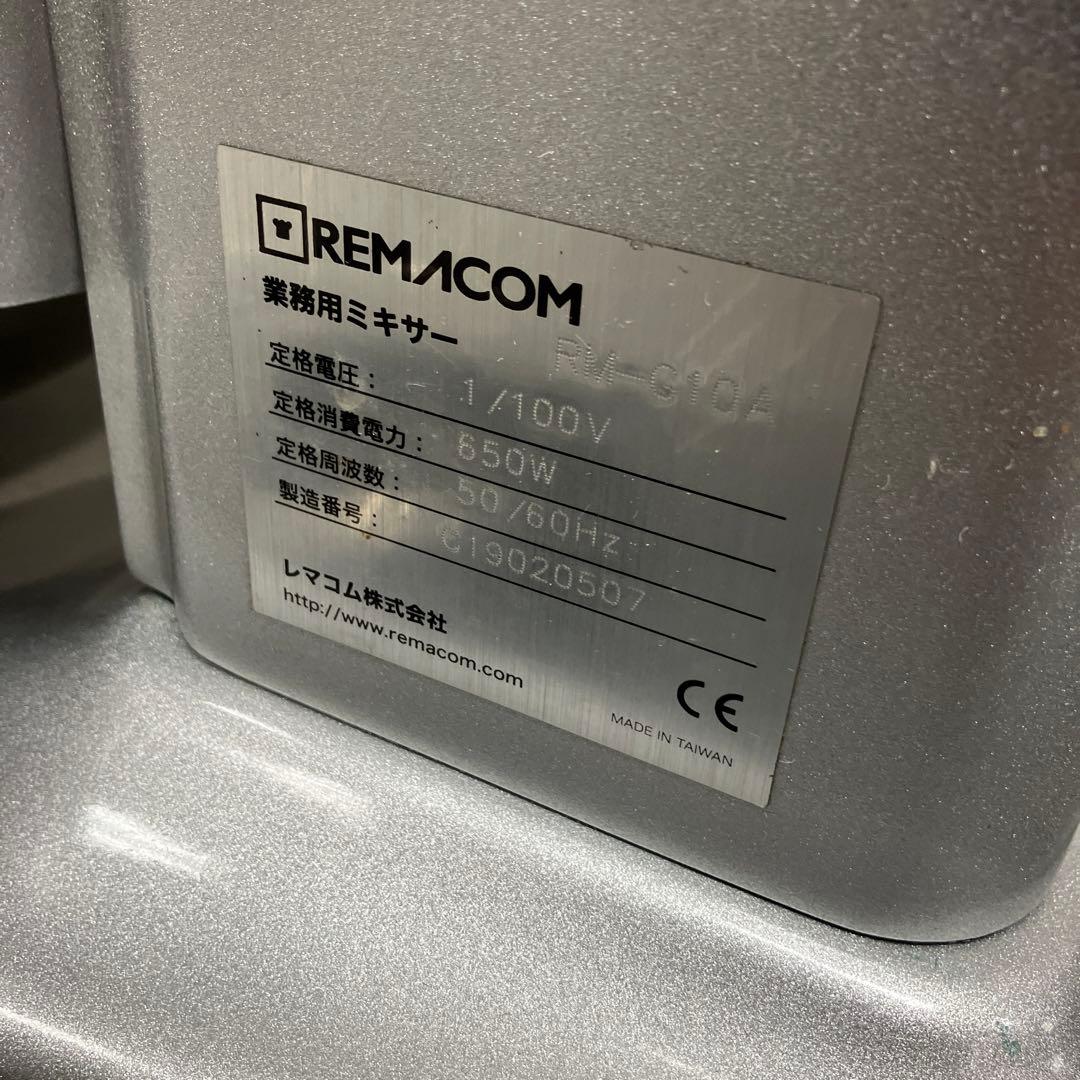 REMACOM
業務用ミキサー RM-G10A
定格電圧： 1/100V
定格消費電力： 650W
定格周波数： 50/60Hz
製造番号： C19020507
レマコム株式会社
http://www.remacom.com
CE
MADE IN TAIWAN